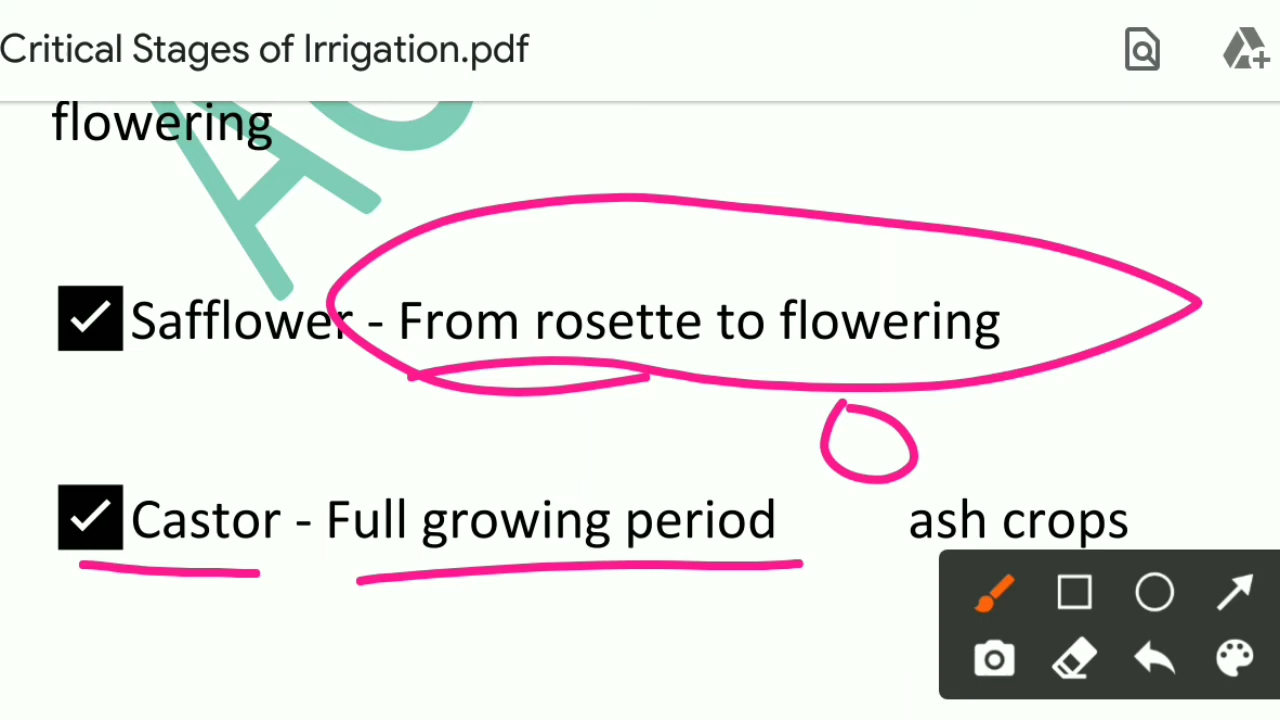 Critical Stages of Irrigation.pdf
flowering
Safflower - From rosette to flowering
Castor - Full growing period ash crops